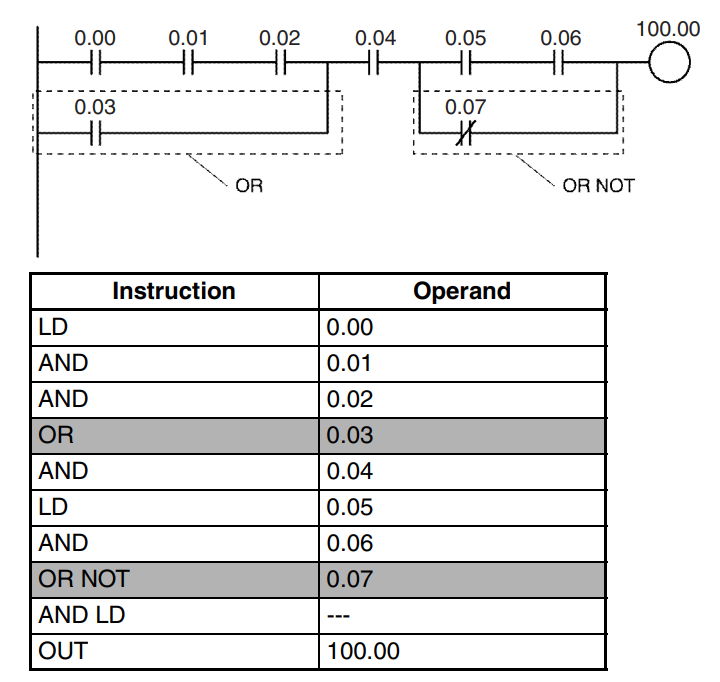 0.00 0.01 0.02 0.04 0.05 0.06 100.00
0.03 0.07
OR OR NOT
Instruction Operand
LD 0.00
AND 0.01
AND 0.02
OR 0.03
AND 0.04
LD 0.05
AND 0.06
OR NOT 0.07
AND LD ---
OUT 100.00